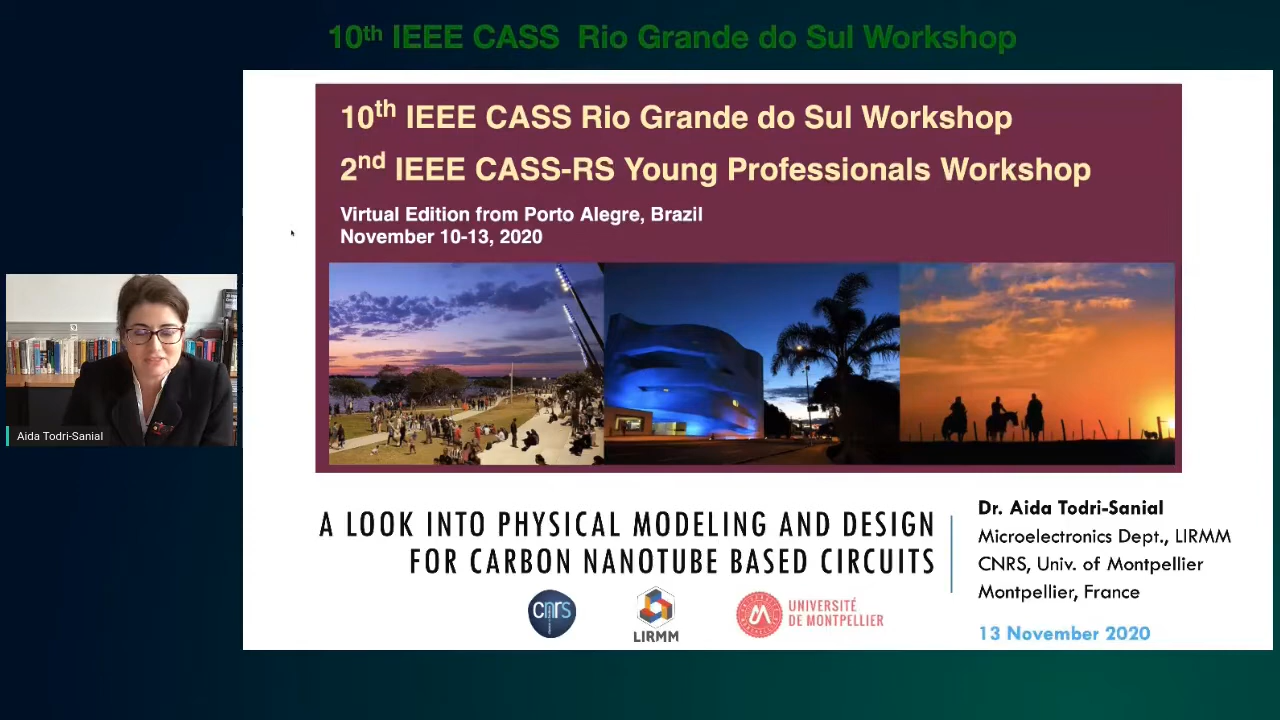 10th IEEE CASS Rio Grande do Sul Workshop
10th IEEE CASS Rio Grande do Sul Workshop
2nd IEEE CASS-RS Young Professionals Workshop
Virtual Edition from Porto Alegre, Brazil
November 10-13, 2020
Aida Todri-Sanial
A LOOK INTO PHYSICAL MODELING AND DESIGN
FOR CARBON NANOTUBE BASED CIRCUITS
cnrs
LIRMM
UNIVERSITÉ
DE MONTPELLIER
Dr. Aida Todri-Sanial
Microelectronics Dept., LIRMM
CNRS, Univ. of Montpellier
Montpellier, France
13 November 2020